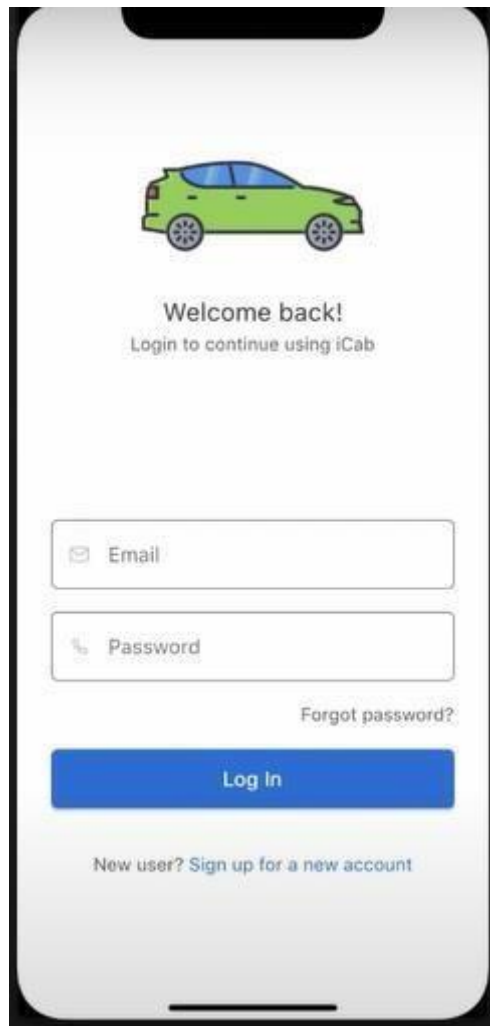 Welcome back!
Login to continue using iCab
Email
Password
Forgot password?
Log In
New user? Sign up for a new account